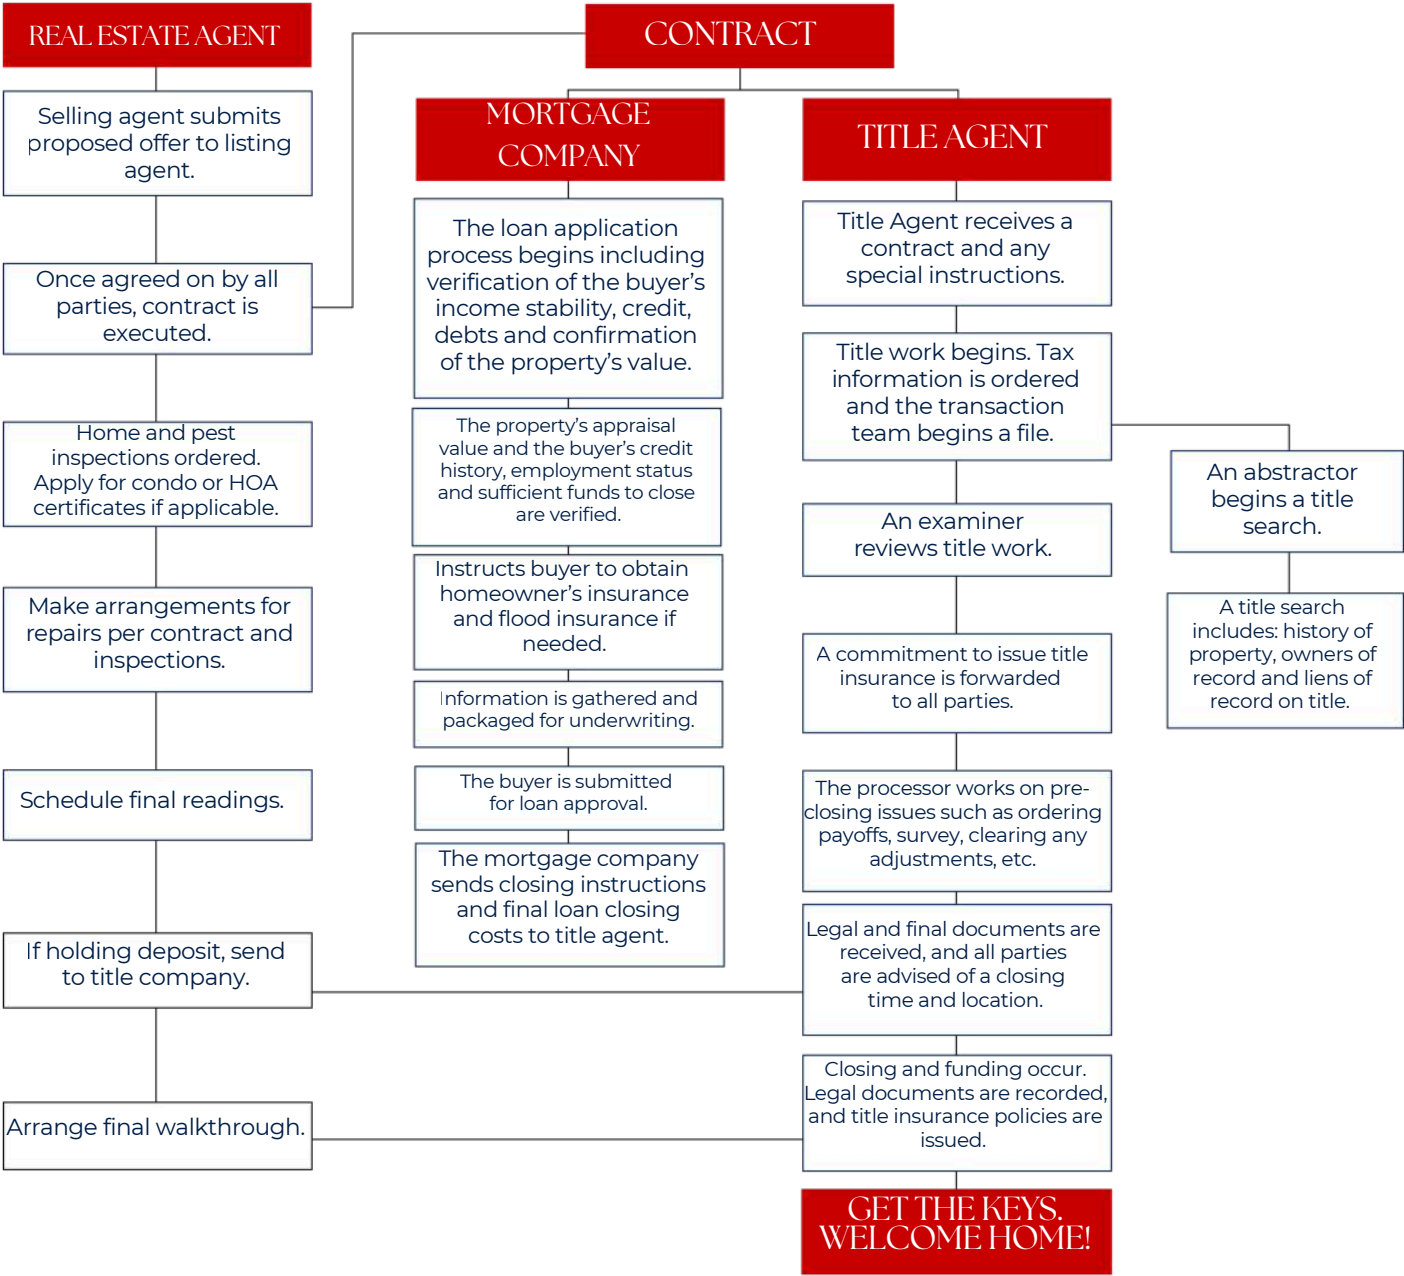 REAL ESTATE AGENT
Selling agent submits
proposed offer to listing
agent.
Once agreed on by all
parties, contract is
executed.
Home and pest
inspections ordered.
Apply for condo or HOA
certificates if applicable.
Make arrangements for
repairs per contract and
inspections.
Schedule final readings.
If holding deposit, send
to title company.
Arrange final walkthrough.
CONTRACT
MORTGAGE
COMPANY
The loan application
process begins including
verification of the buyer’s
income stability, credit,
debts and confirmation
of the property’s value.
The property’s appraisal
value and the buyer’s credit
history, employment status
and sufficient funds to close
are verified.
Instructs buyer to obtain
homeowner’s insurance
and flood insurance if
needed.
Information is gathered and
packaged for underwriting.
The buyer is submitted
for loan approval.
The mortgage company
sends closing instructions
and final loan closing
costs to title agent.
TITLE AGENT
Title Agent receives a
contract and any
special instructions.
Title work begins. Tax
information is ordered
and the transaction
team begins a file.
An examiner
reviews title work.
A commitment to issue title
insurance is forwarded
to all parties.
The processor works on pre-
closing issues such as ordering
payoffs, survey, clearing any
adjustments, etc.
Legal and final documents are
received, and all parties
are advised of a closing
time and location.
Closing and funding occur.
Legal documents are recorded,
and title insurance policies are
issued.
GET THE KEYS.
WELCOME HOME!
An abstractor
begins a title
search.
A title search
includes: history of
property, owners of
record and liens of
record on title.